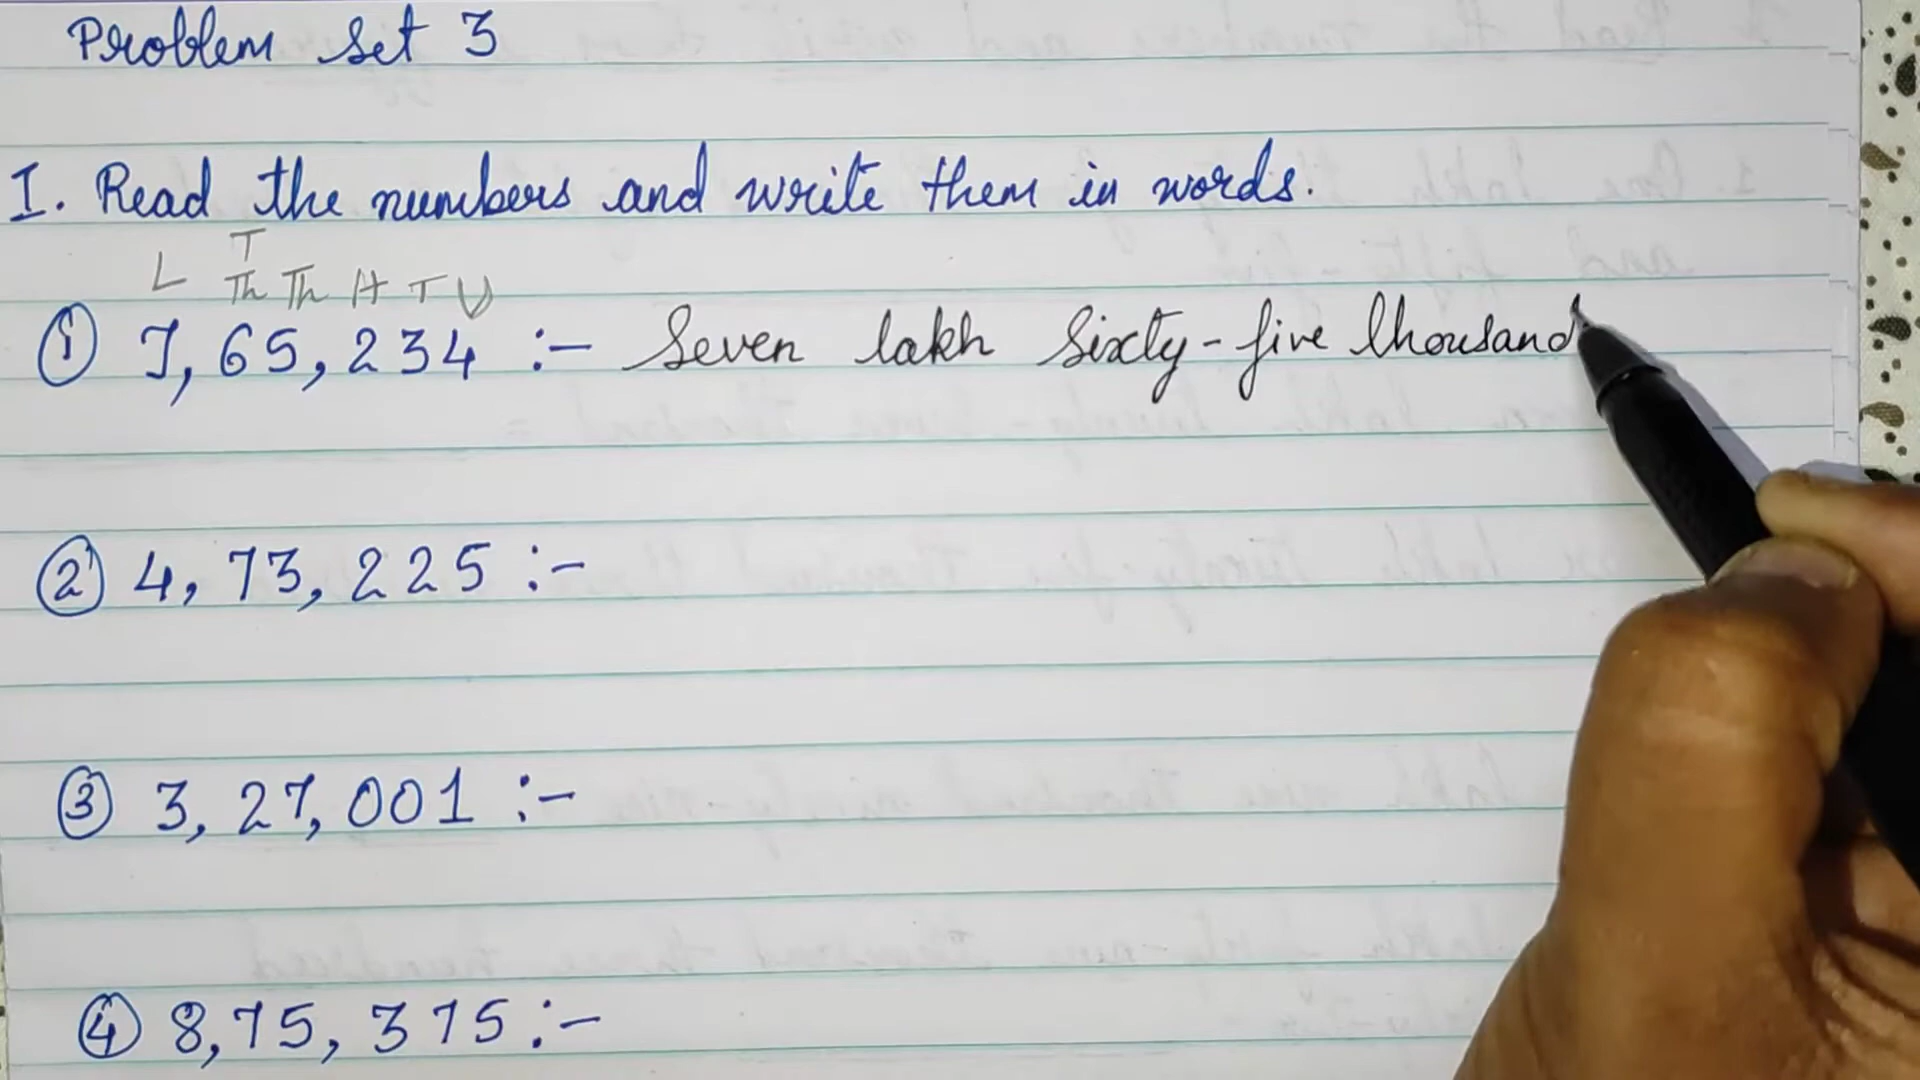 Problem set 3
I. Read the numbers and write them in words.
T
L Th Th H T U
① 7,65,234 :- Seven lakh Sixty-five thousand
② 4,73,225 :-
③ 3,27,001 :-
④ 8,75,375 :-